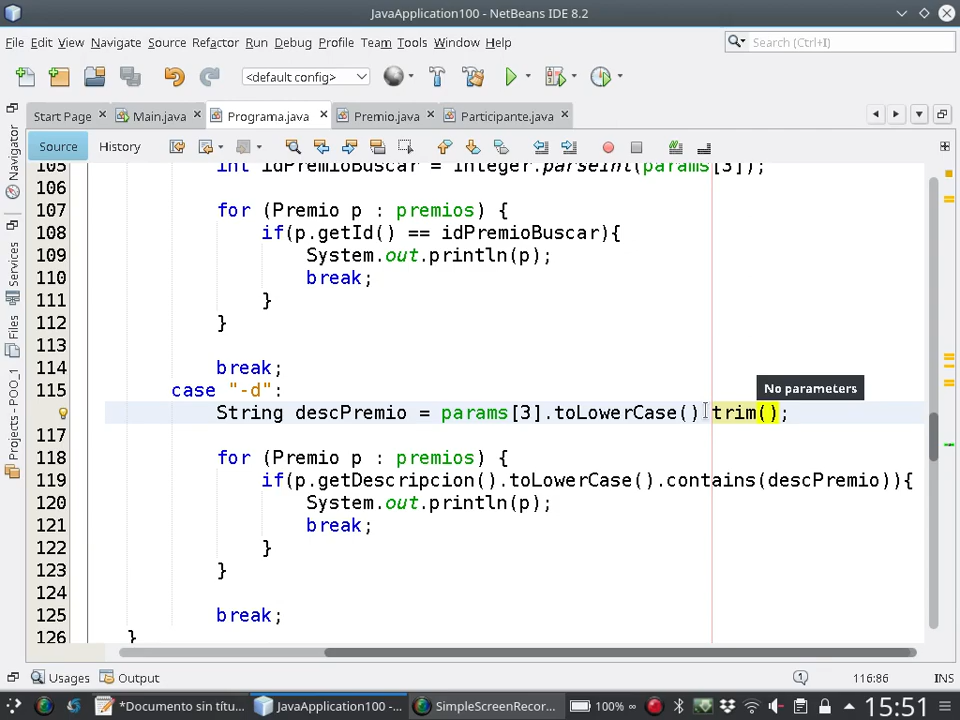 JavaApplication100 - NetBeans IDE 8.2
File Edit View Navigate Source Refactor Run Debug Profile Team Tools Window Help
Search (Ctrl+I)
<default config>
Start Page
Main.java
Programa.java
Premio.java
Participante.java
Source
History
Navigator
Services
Files
Projects - POO_1
105 int idPremioBuscar = Integer.parseInt(params[3]);
106
107 for (Premio p : premios) {
108 if(p.getId() == idPremioBuscar){
109 System.out.println(p);
110 break;
111 }
112 }
113
114 break;
115 case "-d":
No parameters
String descPremio = params[3].toLowerCase().trim();
117
118 for (Premio p : premios) {
119 if(p.getDescripcion().toLowerCase().contains(descPremio)){
120 System.out.println(p);
121 break;
122 }
123 }
124
125 break;
126 }
Usages
Output
1
116:86
INS
*Documento sin títu...
JavaApplication100 -...
SimpleScreenRecor...
100%
15:51